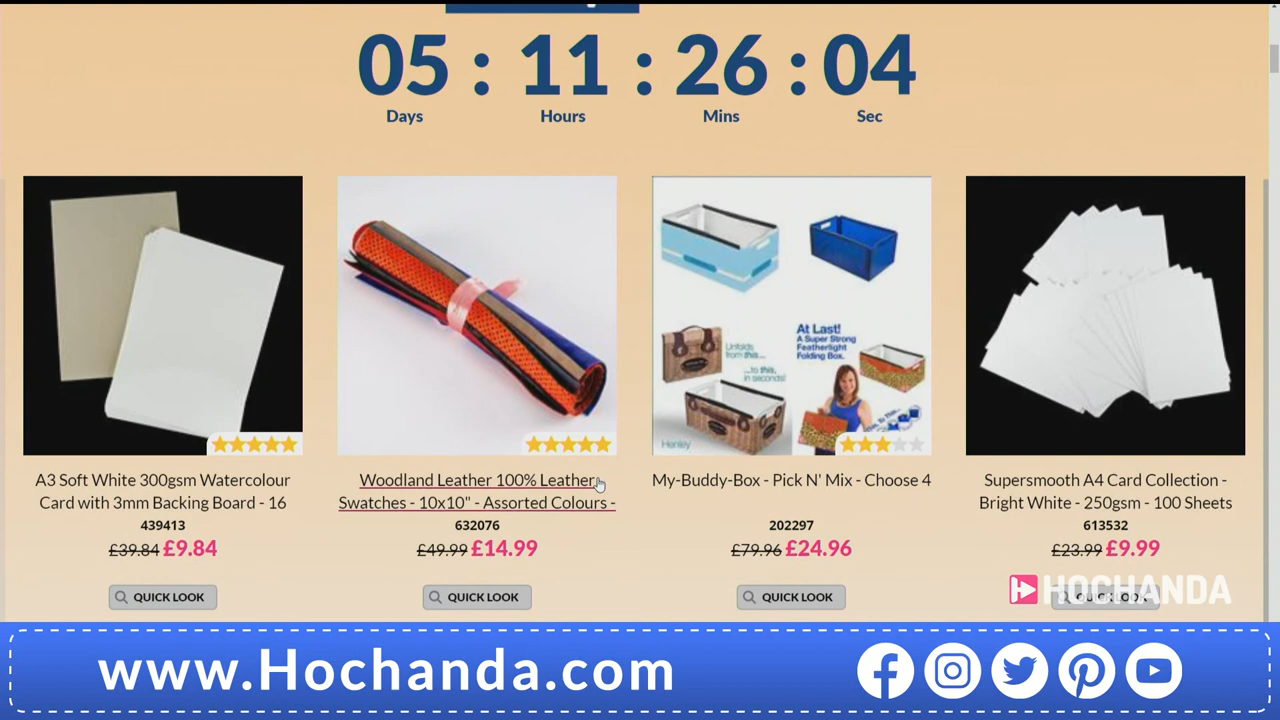 05 : 11 : 26 : 04
Days Hours Mins Sec
At Last!
A Super Strong
Featherlight
Folding Box.
Unfolds
from this...
...to this,
in seconds!
Henley
A3 Soft White 300gsm Watercolour
Card with 3mm Backing Board - 16
439413
£39.84 £9.84
QUICK LOOK
Woodland Leather 100% Leather
Swatches - 10x10" - Assorted Colours -
632076
£49.99 £14.99
QUICK LOOK
My-Buddy-Box - Pick N' Mix - Choose 4
202297
£79.96 £24.96
QUICK LOOK
Supersmooth A4 Card Collection -
Bright White - 250gsm - 100 Sheets
613532
£23.99 £9.99
QUICK LOOK
HOCHANDA
www.Hochanda.com